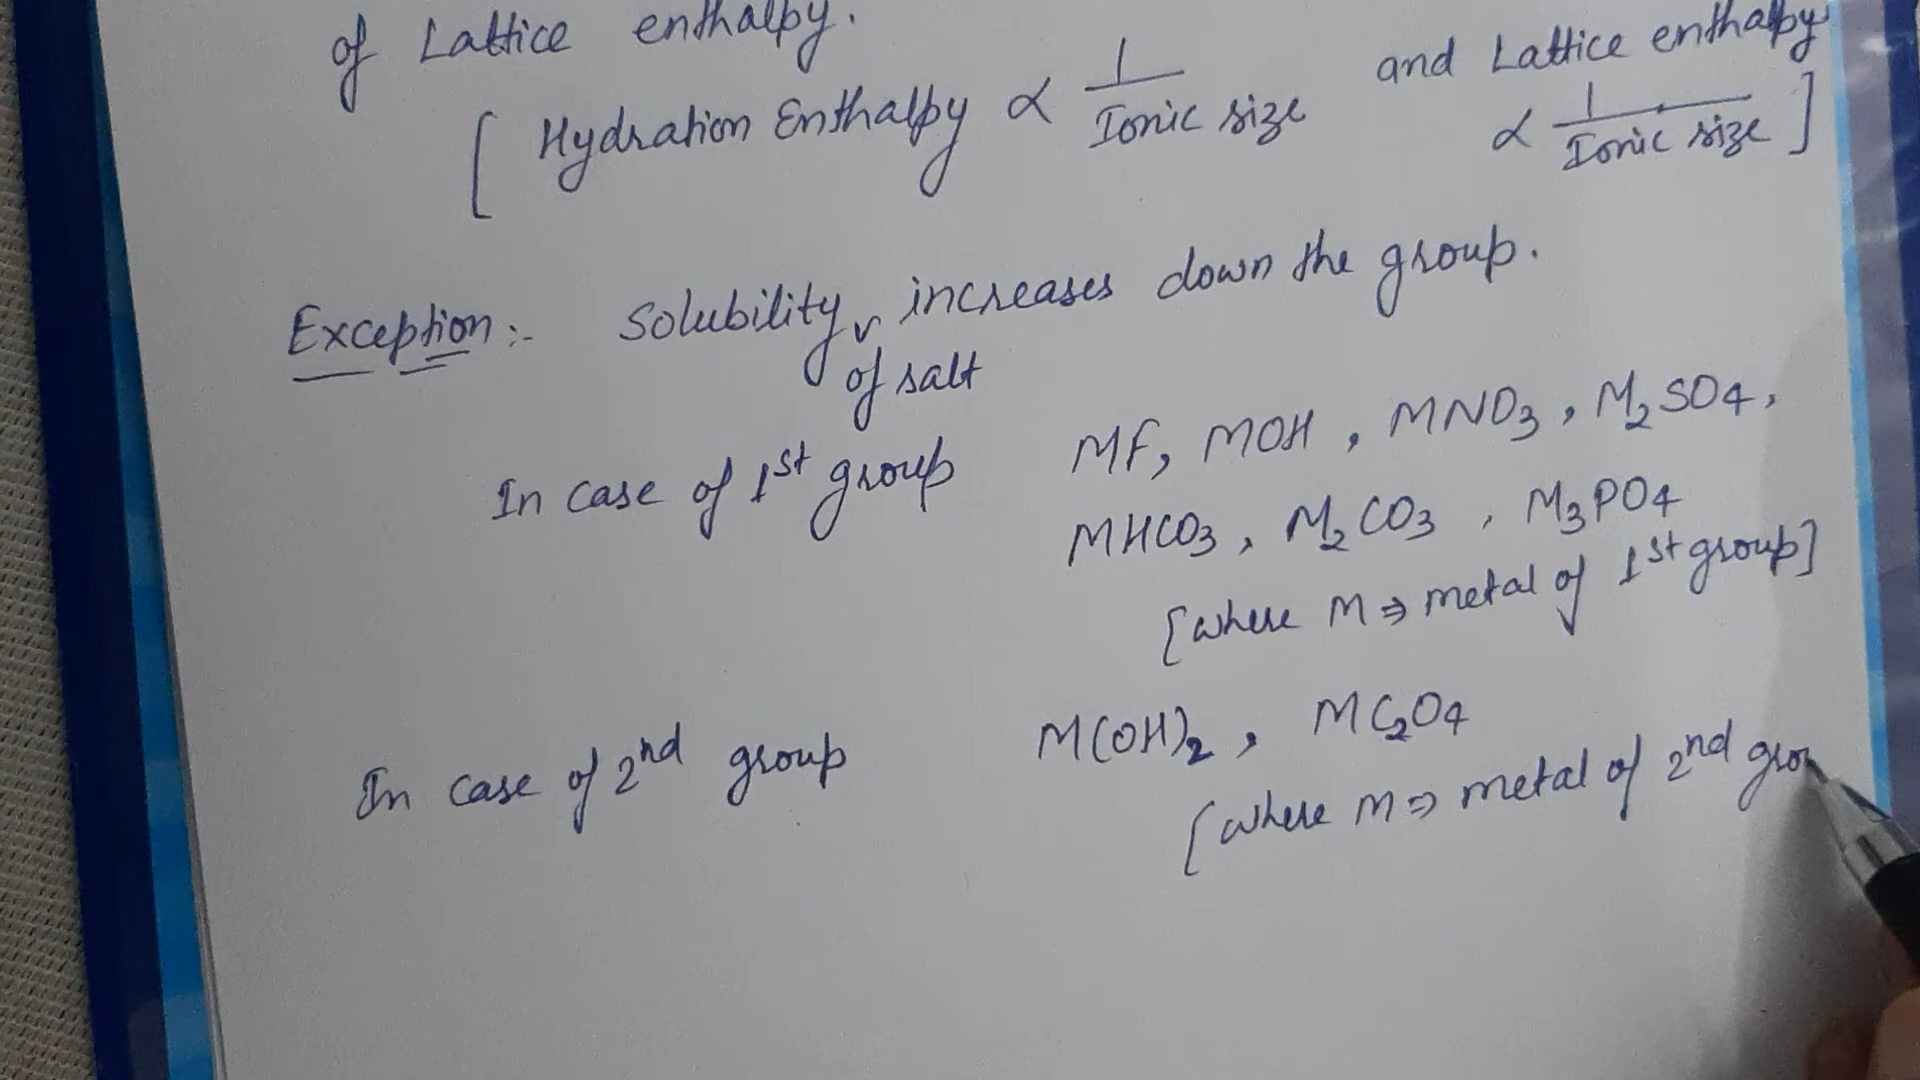 of Lattice enthalpy.
[ Hydration Enthalpy ∝ 1/Ionic size and Lattice enthalpy
∝ 1/Ionic size ]
Exception :- Solubility of salt increases down the group.
In case of 1st group MF, MOH, MNO3, M2SO4,
MHCO3, M2CO3, M3PO4
[where M ⇒ metal of 1st group]
In case of 2nd group M(OH)2, MC2O4
[where M ⇒ metal of 2nd gro